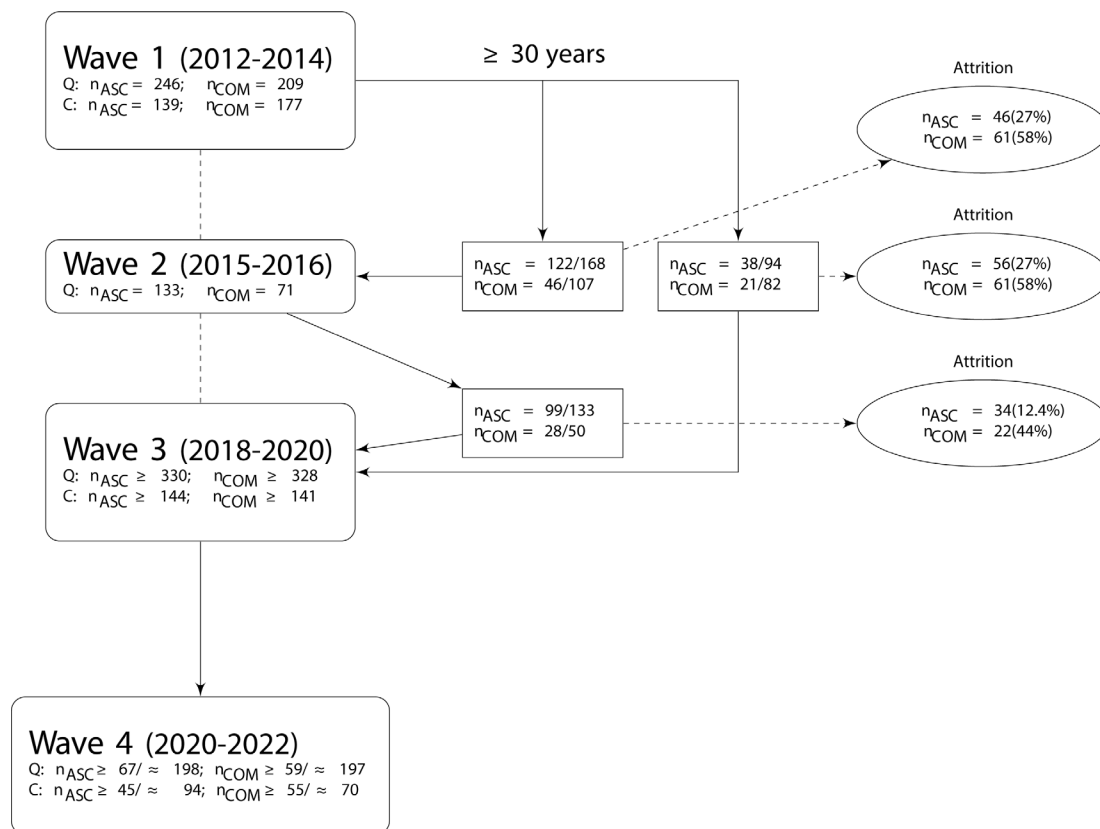 Wave 1 (2012-2014)
Q: nASC = 246; nCOM = 209
C: nASC = 139; nCOM = 177
≥ 30 years
Attrition
nASC = 46(27%)
nCOM = 61(58%)
Wave 2 (2015-2016)
Q: nASC = 133; nCOM = 71
nASC = 122/168
nCOM = 46/107
nASC = 38/94
nCOM = 21/82
Attrition
nASC = 56(27%)
nCOM = 61(58%)
nASC = 99/133
nCOM = 28/50
Attrition
nASC = 34(12.4%)
nCOM = 22(44%)
Wave 3 (2018-2020)
Q: nASC ≥ 330; nCOM ≥ 328
C: nASC ≥ 144; nCOM ≥ 141
Wave 4 (2020-2022)
Q: nASC ≥ 67/ ≈ 198; nCOM ≥ 59/ ≈ 197
C: nASC ≥ 45/ ≈ 94; nCOM ≥ 55/ ≈ 70